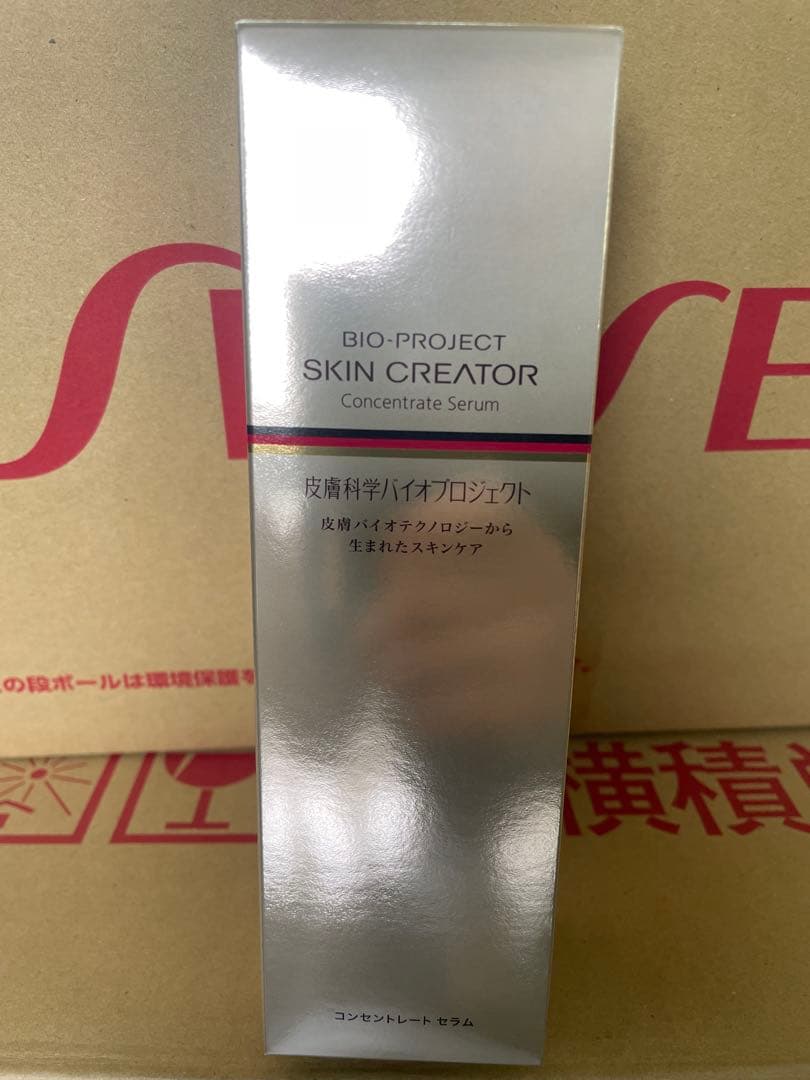 BIO-PROJECT
SKIN CREATOR
Concentrate Serum
皮膚科学バイオプロジェクト
皮膚バイオテクノロジーから
生まれたスキンケア
コンセントレート セラム
の段ボールは環境保護
横積